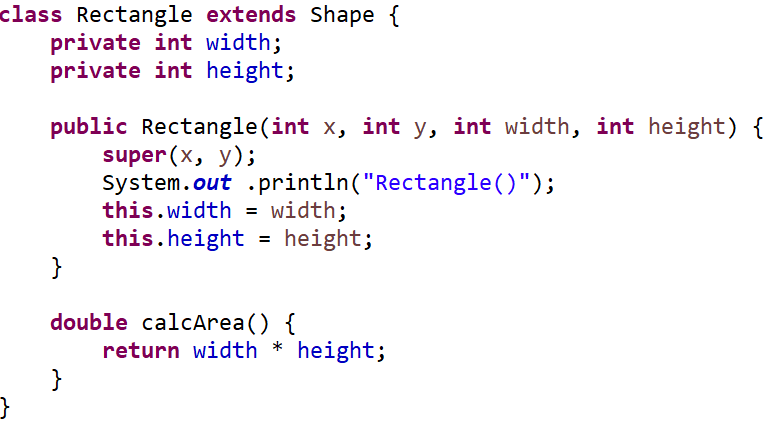 class Rectangle extends Shape {
    private int width;
    private int height;

    public Rectangle(int x, int y, int width, int height) {
        super(x, y);
        System.out .println("Rectangle()");
        this.width = width;
        this.height = height;
    }

    double calcArea() {
        return width * height;
    }
}